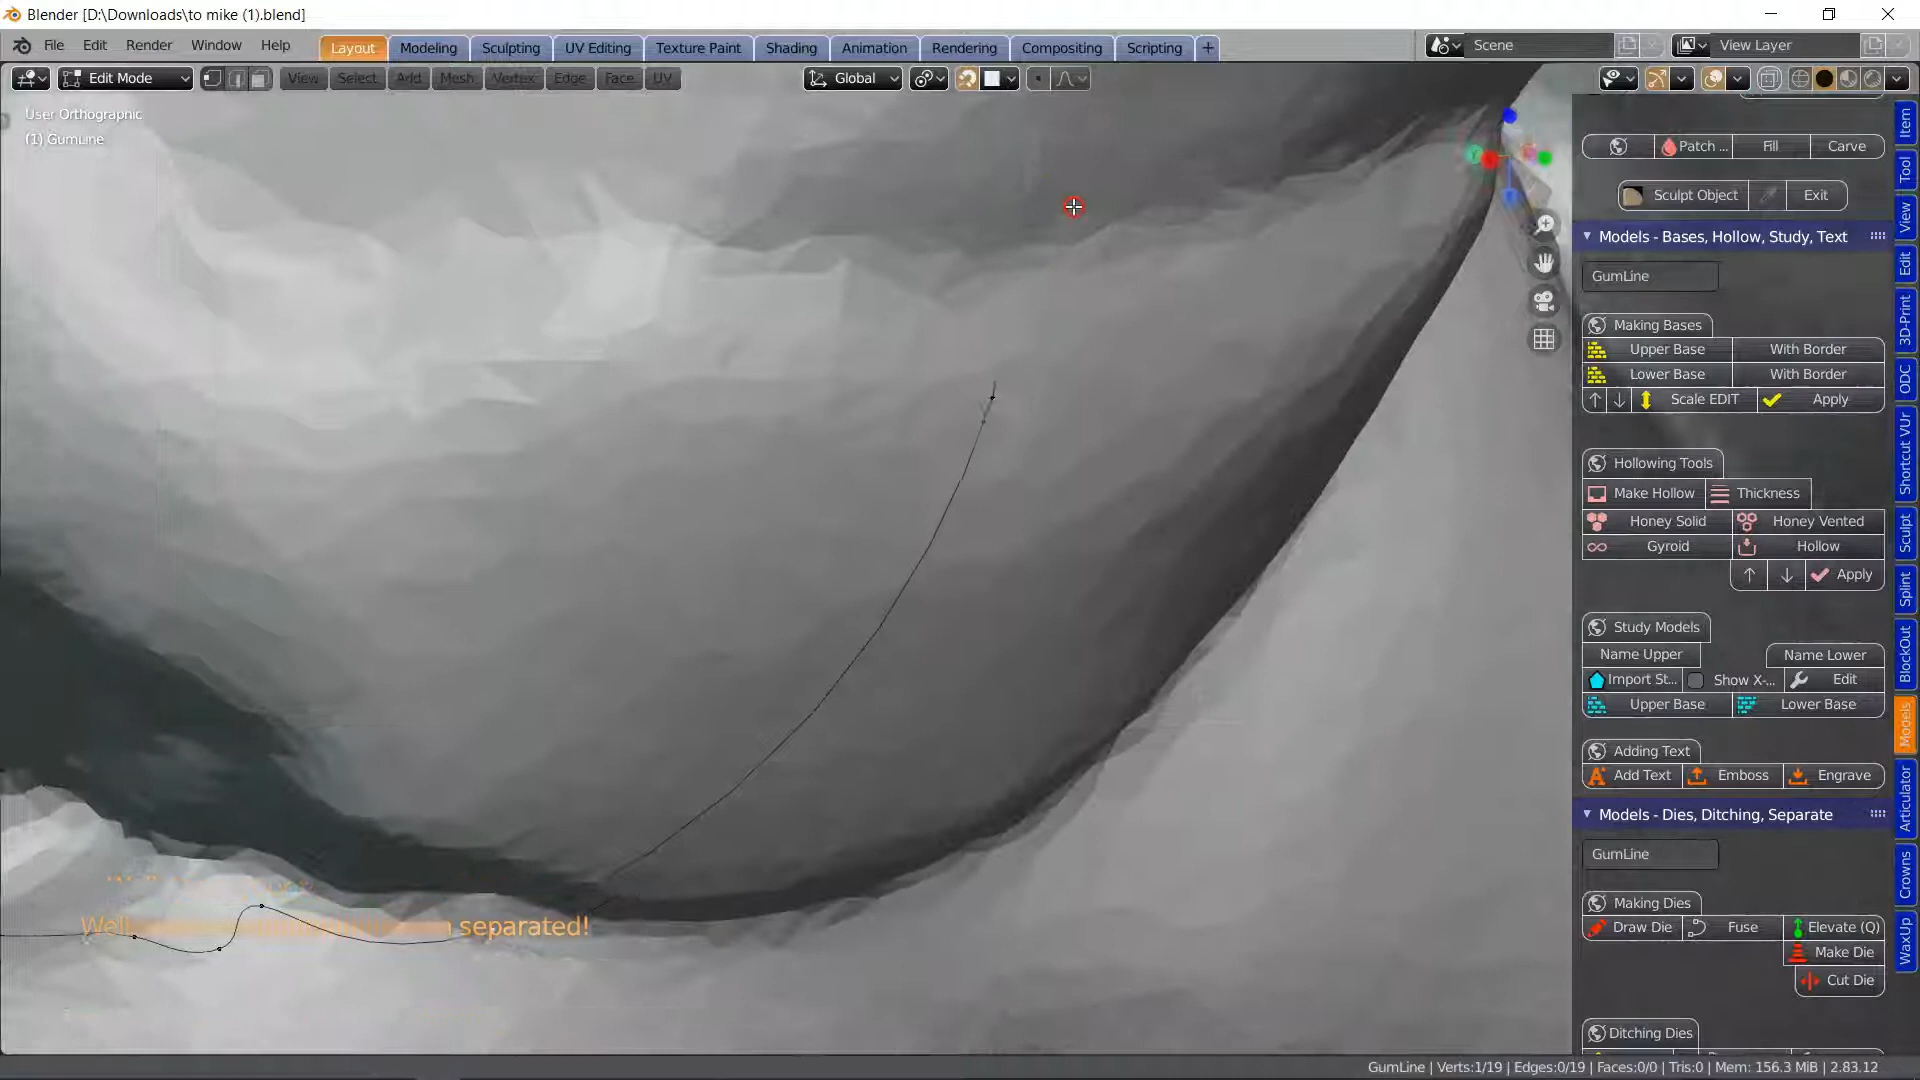 Blender [D:\Downloads\to mike (1).blend]
File Edit Render Window Help Layout Modeling Sculpting UV Editing Texture Paint Shading Animation Rendering Compositing Scripting + Scene View Layer
Edit Mode View Select Add Mesh Vertex Edge Face UV Global
User Orthographic
(1) GumLine
Patch ... Fill Carve
Sculpt Object Exit
Models - Bases, Hollow, Study, Text
GumLine
Making Bases
Upper Base With Border
Lower Base With Border
Scale EDIT Apply
Hollowing Tools
Make Hollow Thickness
Honey Solid Honey Vented
Gyroid Hollow
Apply
Study Models
Name Upper Name Lower
Import St... Show X-... Edit
Upper Base Lower Base
Adding Text
Add Text Emboss Engrave
Models - Dies, Ditching, Separate
GumLine
Making Dies
Draw Die Fuse Elevate (Q)
Make Die
Cut Die
Ditching Dies
Item
Tool
View
Edit
3D-Print
ODC
Shortcut VUr
Sculpt
Splint
BlockOut
Models
Articulator
Crowns
WaxUp
separated!
GumLine | Verts:1/19 | Edges:0/19 | Faces:0/0 | Tris:0 | Mem: 156.3 MiB | 2.83.12